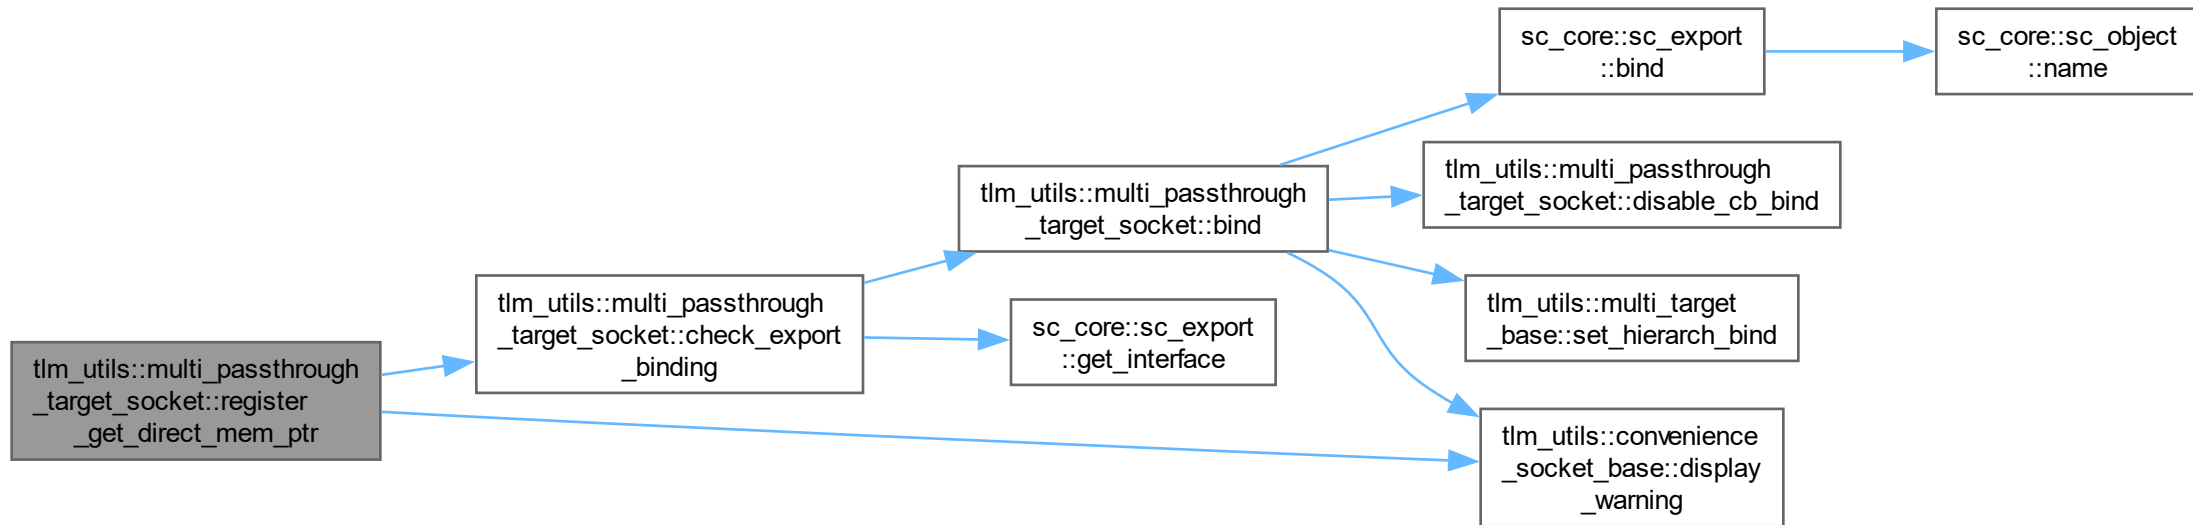 sc_core::sc_export
::bind
sc_core::sc_object
::name
tlm_utils::multi_passthrough
_target_socket::disable_cb_bind
tlm_utils::multi_passthrough
_target_socket::bind
tlm_utils::multi_target
_base::set_hierarch_bind
tlm_utils::multi_passthrough
_target_socket::check_export
_binding
sc_core::sc_export
::get_interface
tlm_utils::multi_passthrough
_target_socket::register
_get_direct_mem_ptr
tlm_utils::convenience
_socket_base::display
_warning